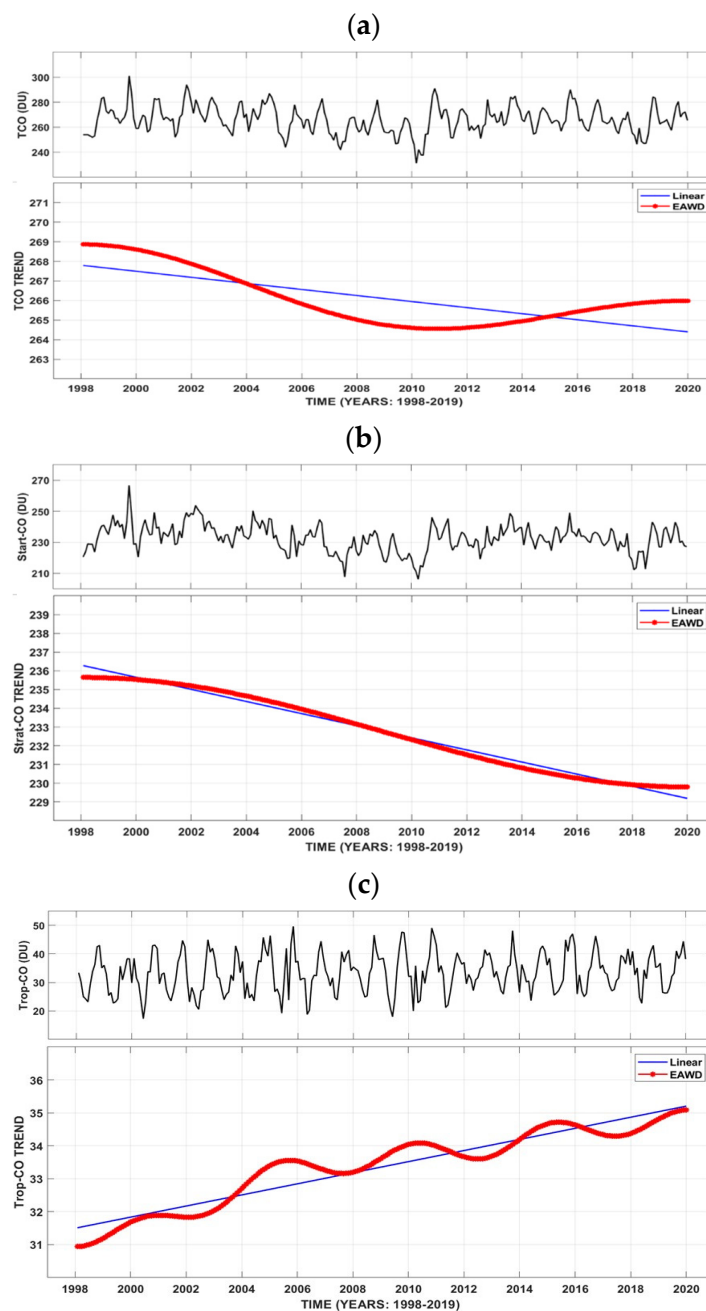 (a)
300
280
260
240
TCO (DU)
Linear
EAWD
271
270
269
268
267
266
265
264
263
TCO TREND
1998 2000 2002 2004 2006 2008 2010 2012 2014 2016 2018 2020
TIME (YEARS: 1998-2019)
(b)
270
250
230
210
Start-CO (DU)
Linear
EAWD
239
238
237
236
235
233
232
231
230
229
Strat-CO TREND
1998 2000 2002 2004 2006 2008 2010 2012 2014 2016 2018 2020
TIME (YEARS: 1998-2019)
(c)
50
40
30
20
Trop-CO (DU)
Linear
EAWD
36
35
34
33
32
31
Trop-CO TREND
1998 2000 2002 2004 2006 2008 2010 2012 2014 2016 2018 2020
TIME (YEARS: 1998-2019)